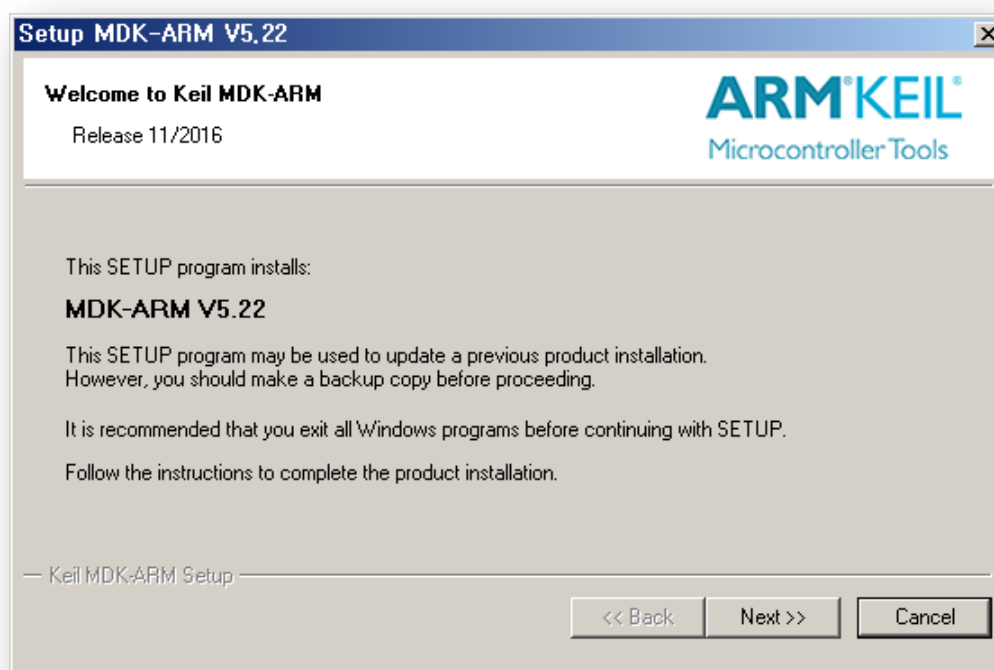 Setup MDK-ARM V5.22
Welcome to Keil MDK-ARM
Release 11/2016
ARM®KEIL®
Microcontroller Tools
This SETUP program installs:
MDK-ARM V5.22
This SETUP program may be used to update a previous product installation.
However, you should make a backup copy before proceeding.
It is recommended that you exit all Windows programs before continuing with SETUP.
Follow the instructions to complete the product installation.
Keil MDK-ARM Setup
<< Back Next >> Cancel